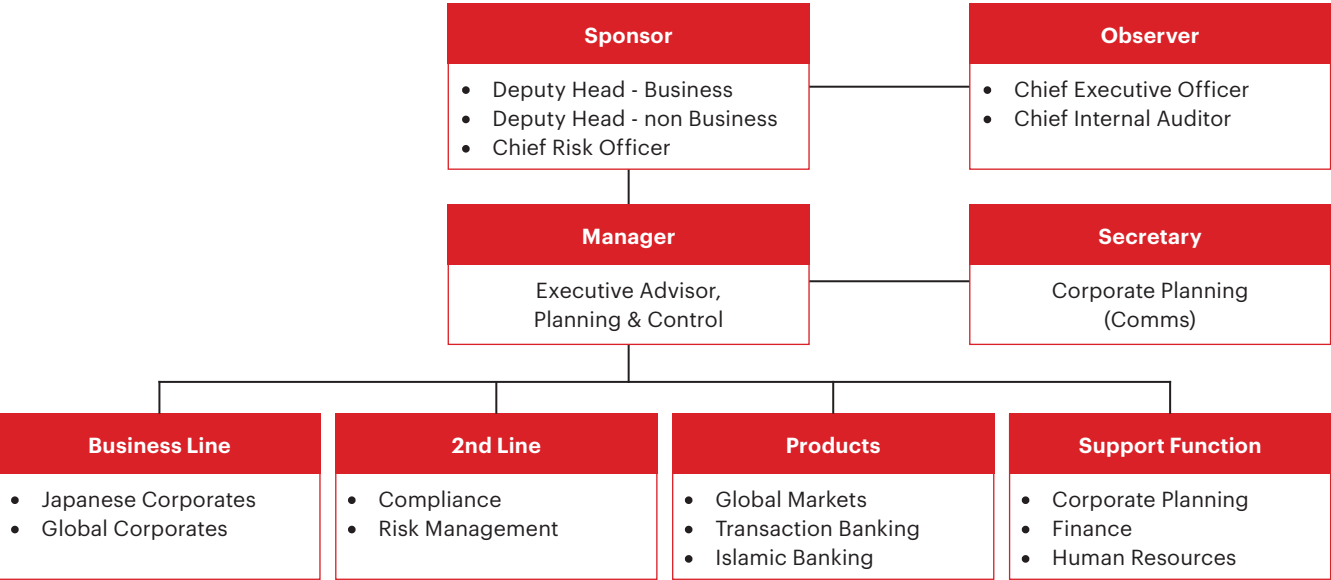 Sponsor
• Deputy Head - Business
• Deputy Head - non Business
• Chief Risk Officer
Observer
• Chief Executive Officer
• Chief Internal Auditor
Manager
Executive Advisor,
Planning & Control
Secretary
Corporate Planning
(Comms)
Business Line
• Japanese Corporates
• Global Corporates
2nd Line
• Compliance
• Risk Management
Products
• Global Markets
• Transaction Banking
• Islamic Banking
Support Function
• Corporate Planning
• Finance
• Human Resources